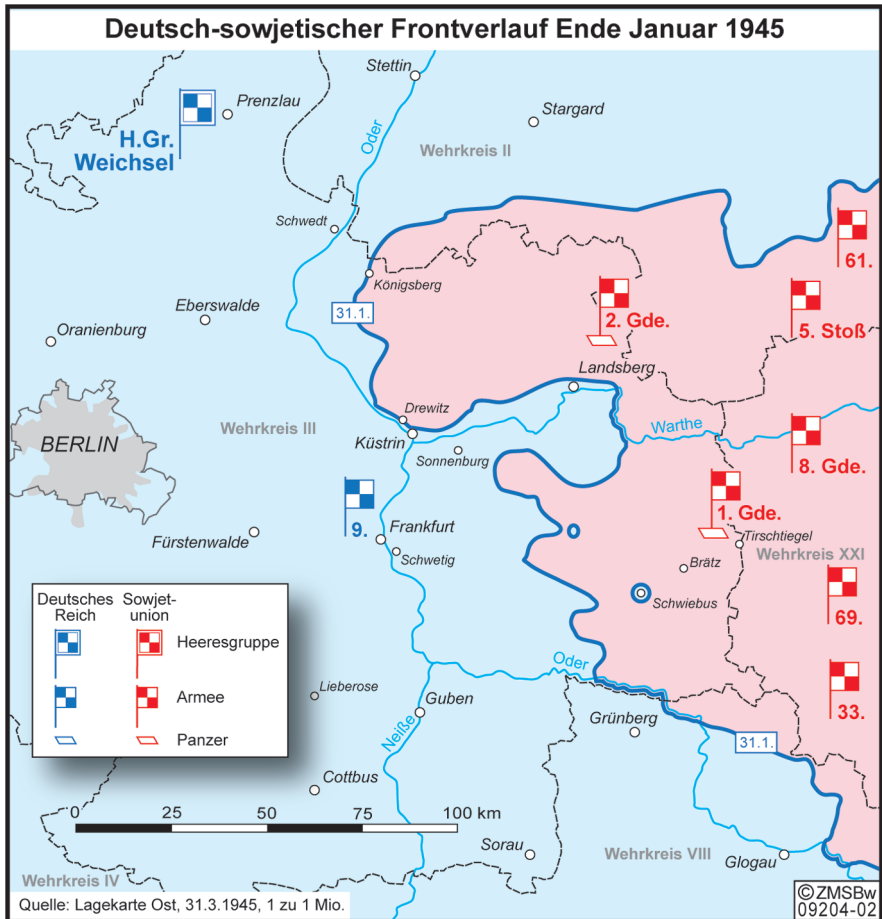 Deutsch-sowjetischer Frontverlauf Ende Januar 1945
Stettin
Prenzlau
Stargard
H.Gr.
Weichsel
Oder
Wehrkreis II
Schwedt
61.
Königsberg
Eberswalde
31.1.
2. Gde.
5. Stoß
Oranienburg
Landsberg
Drewitz
Warthe
BERLIN
Wehrkreis III
Küstrin
Sonnenburg
8. Gde.
1. Gde.
9.
Frankfurt
Fürstenwalde
Tirschtiegel
Schwetig
Wehrkreis XXI
Brätz
Deutsches
Reich
Sowjet-
union
Schwiebus
69.
Heeresgruppe
Armee
Panzer
Oder
Lieberose
Guben
33.
Grünberg
Neiße
31.1.
Cottbus
0 25 50 75 100 km
Sorau
Wehrkreis VIII
Glogau
Wehrkreis IV
Quelle: Lagekarte Ost, 31.3.1945, 1 zu 1 Mio.
©ZMSBw
09204-02